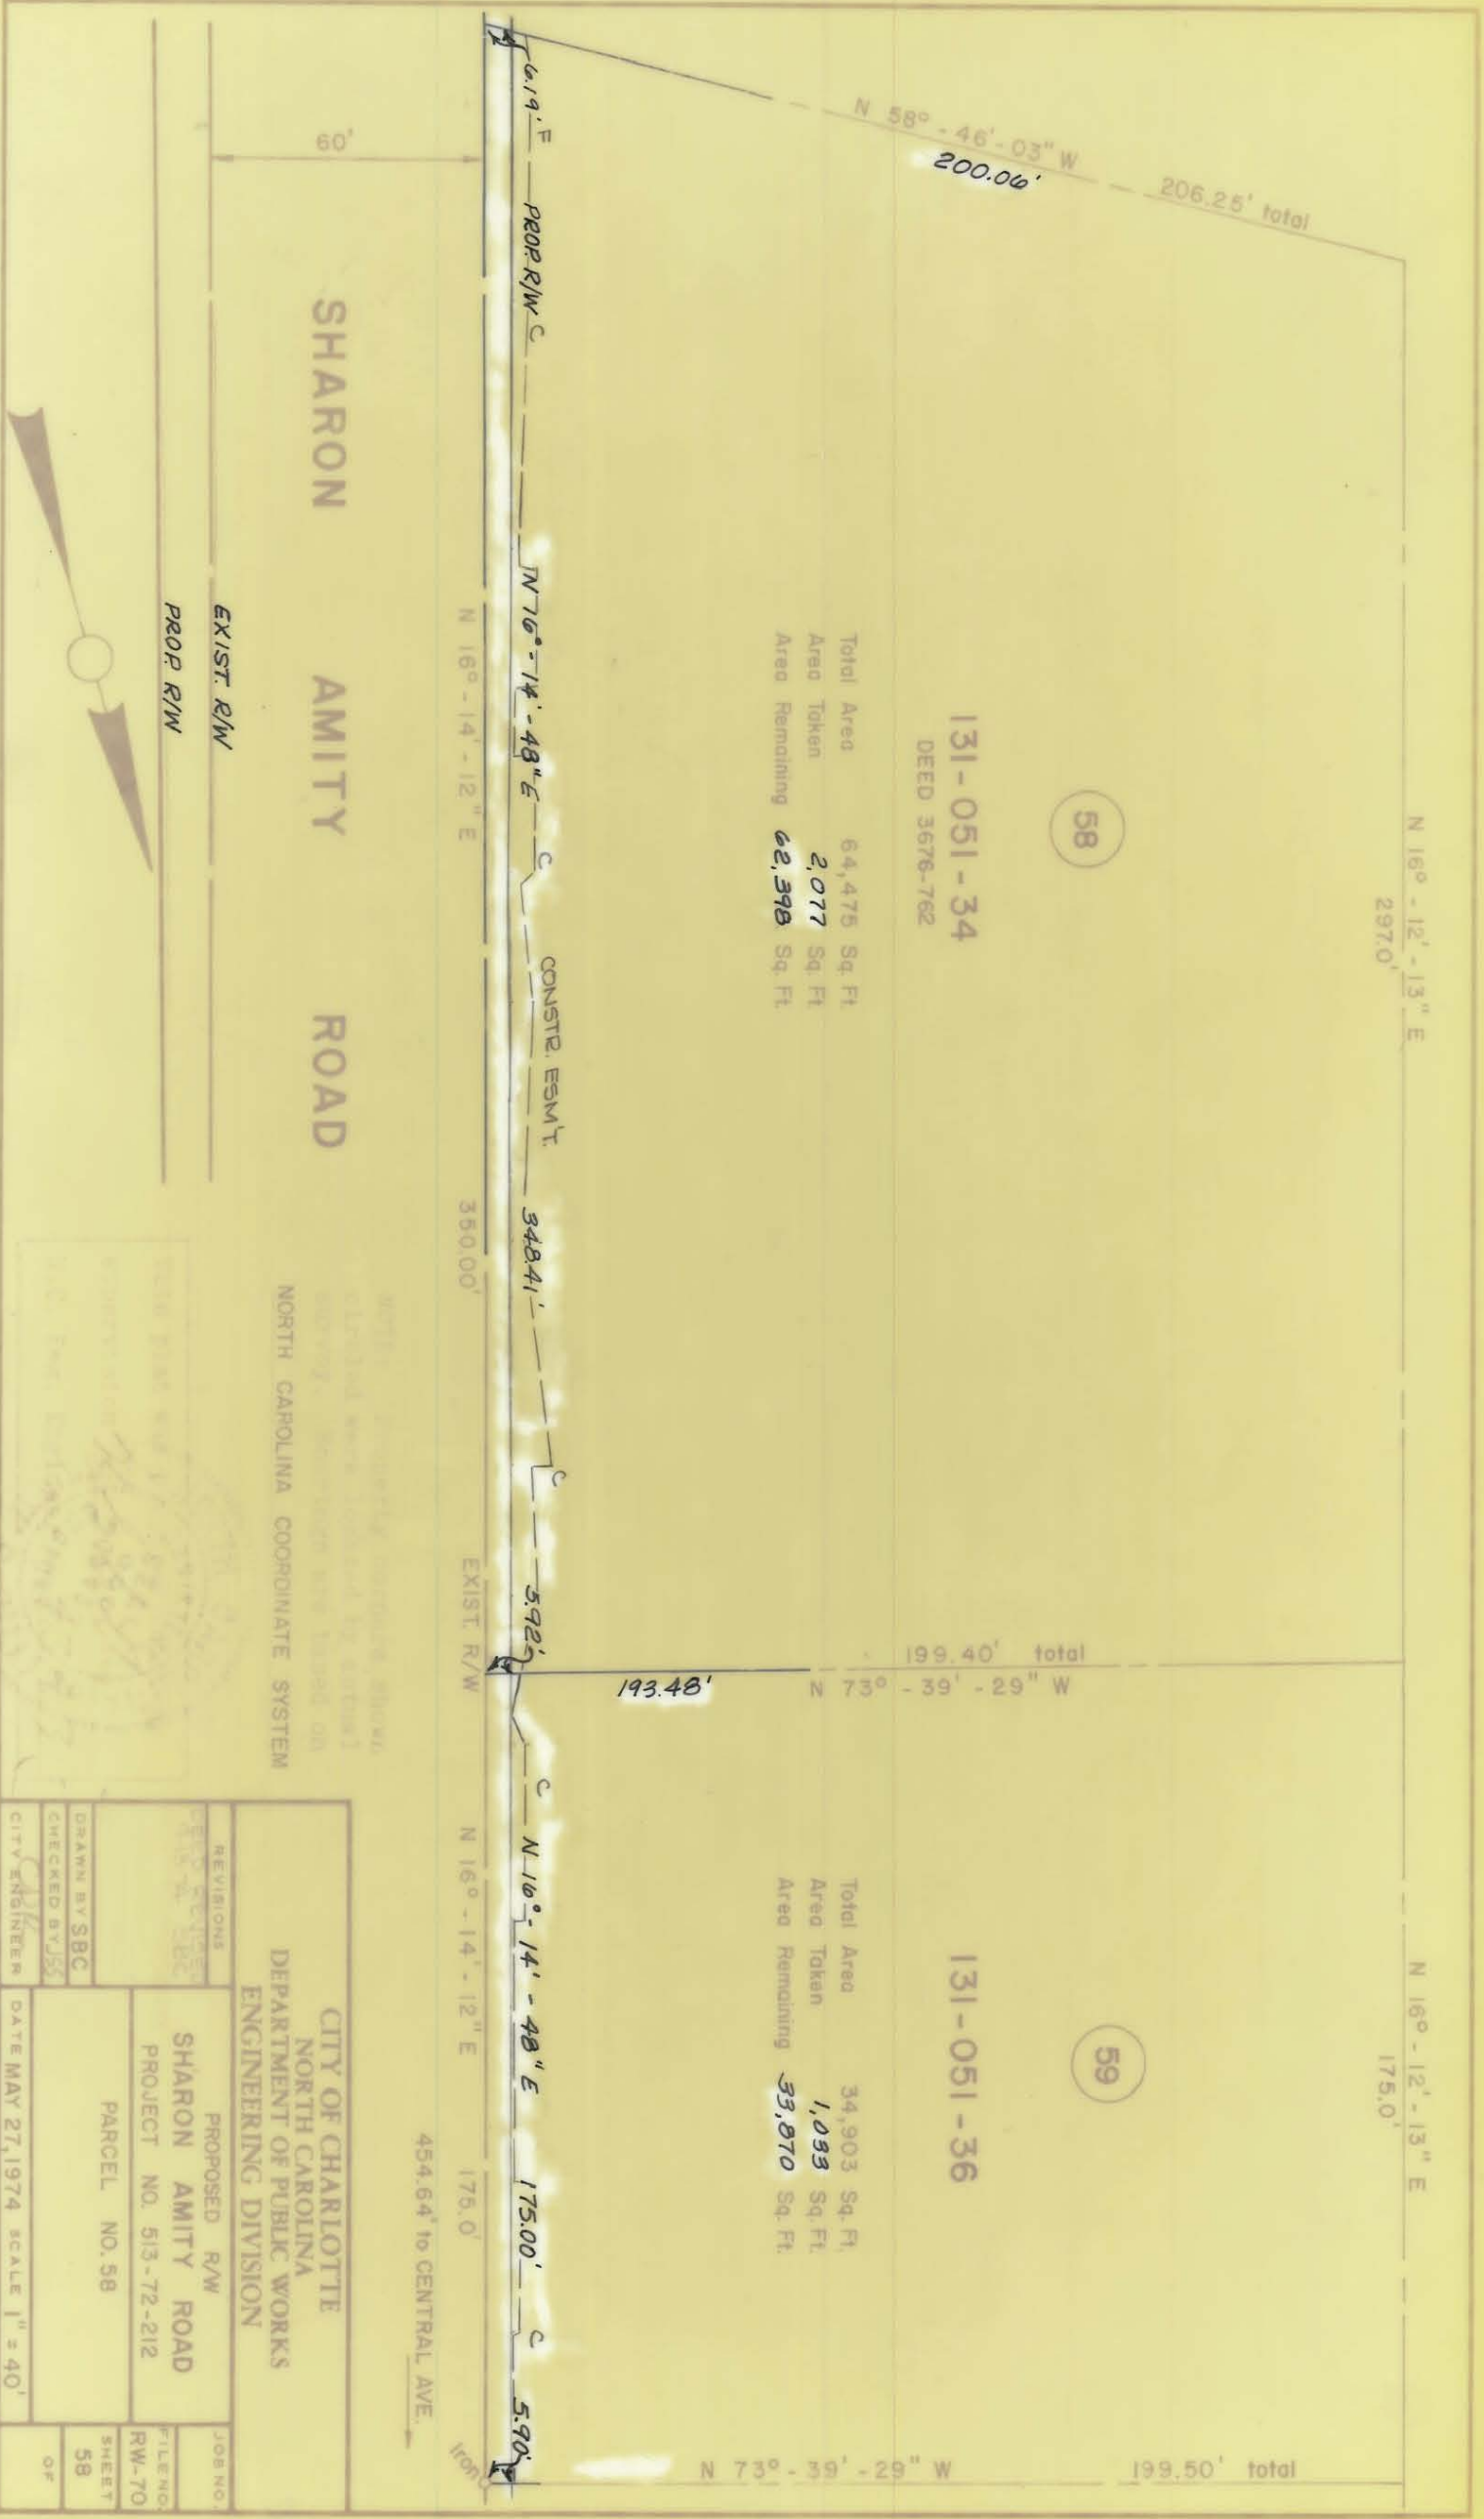 N 58° - 46' - 03" W
206.25' total
200.06'
N 16° - 12' - 13" E
297.0'
N 16° - 12' - 13" E
175.0'
58
131-051-34
DEED 3676-762
Total Area 64,475 Sq. Ft.
Area Taken 2,077 Sq. Ft.
Area Remaining 62,398 Sq. Ft.
59
131-051-36
Total Area 34,903 Sq. Ft.
Area Taken 1,033 Sq. Ft.
Area Remaining 33,870 Sq. Ft.
199.40' total
N 73° - 39' - 29" W
193.48'
199.50' total
N 73° - 39' - 29" W
6.19' F PROP. R/W C
N 16° - 14' - 48" E C
CONSTR. ESM'T.
348.41' C 5.92'
C N 16° - 14' - 48" E 175.00' C 5.90'
N 16° - 14' - 12" E 350.00' EXIST. R/W N 16° - 14' - 12" E 175.0'
Iron
454.64' to CENTRAL AVE.
60'
SHARON AMITY ROAD
EXIST. R/W
PROP. R/W
NORTH CAROLINA COORDINATE SYSTEM
CITY OF CHARLOTTE
NORTH CAROLINA
DEPARTMENT OF PUBLIC WORKS
ENGINEERING DIVISION
REVISIONS
PROPOSED R/W
SHARON AMITY ROAD
PROJECT NO. 513-72-212
PARCEL NO. 58
JOB NO.
FILE NO.
RW-70
SHEET
58
OF
DRAWN BY SBC
CHECKED BY JSS
CITY ENGINEER
DATE MAY 27, 1974 SCALE 1" = 40'